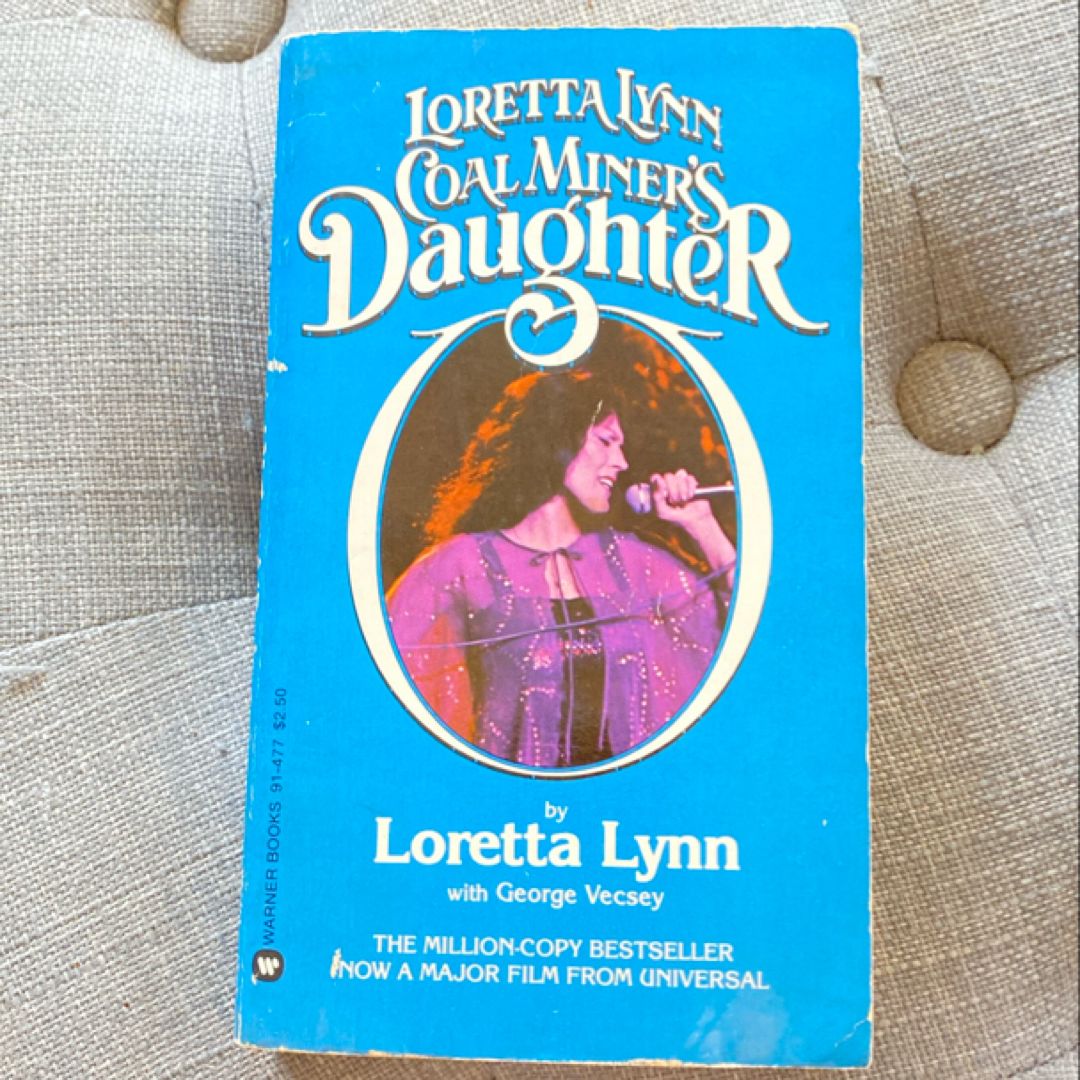 LORETTA LYNN
COAL MINER'S
DaughteR
by
Loretta Lynn
with George Vecsey
THE MILLION-COPY BESTSELLER
NOW A MAJOR FILM FROM UNIVERSAL
W WARNER BOOKS 91-477 $2.50